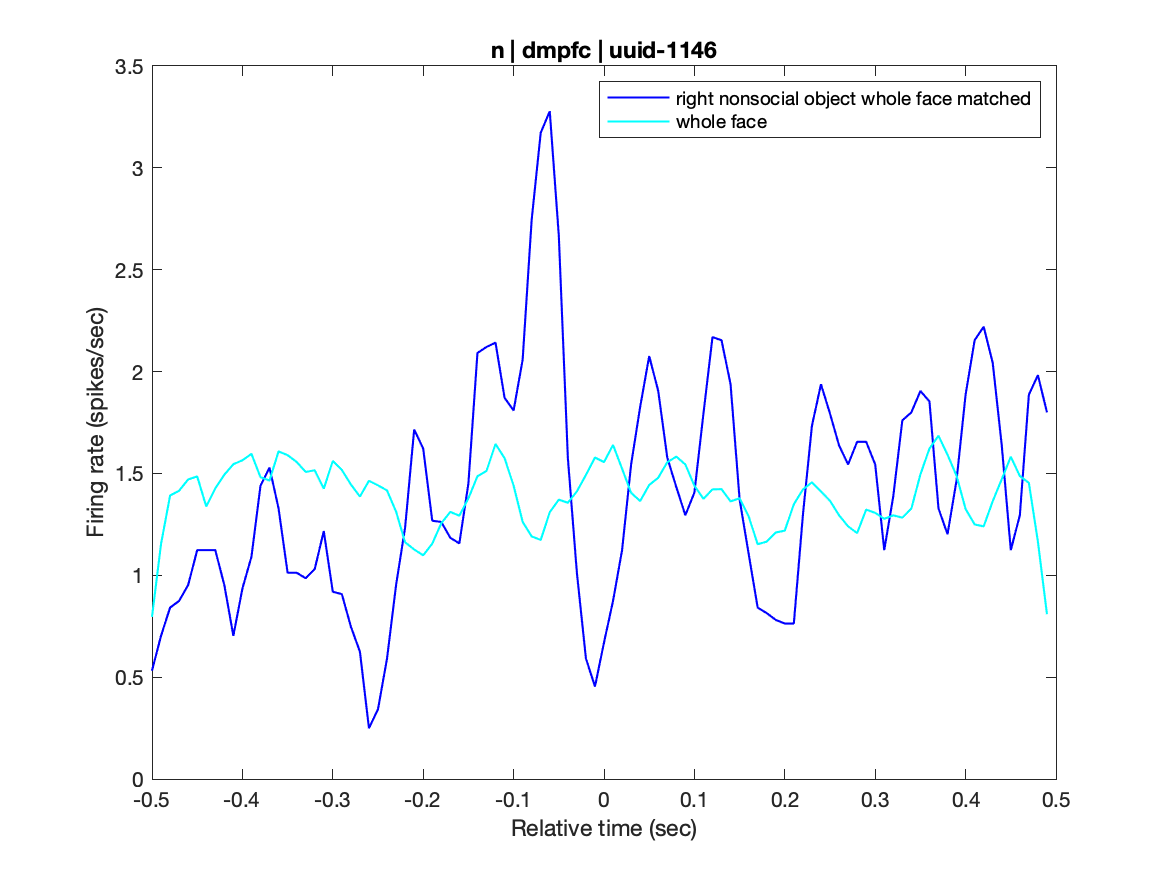 n | dmpfc | uuid-1146
right nonsocial object whole face matched
whole face
3.5
3
2.5
2
1.5
1
0.5
0
Firing rate (spikes/sec)
-0.5 -0.4 -0.3 -0.2 -0.1 0 0.1 0.2 0.3 0.4 0.5
Relative time (sec)